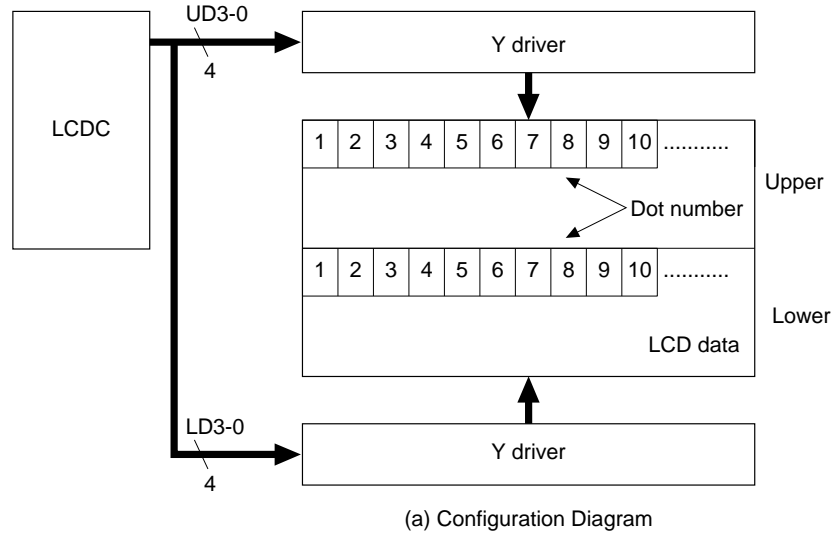 UD3-0
4
Y driver
LCDC
1 2 3 4 5 6 7 8 9 10 ...........
Upper
Dot number
1 2 3 4 5 6 7 8 9 10 ...........
Lower
LCD data
LD3-0
4
Y driver
(a) Configuration Diagram